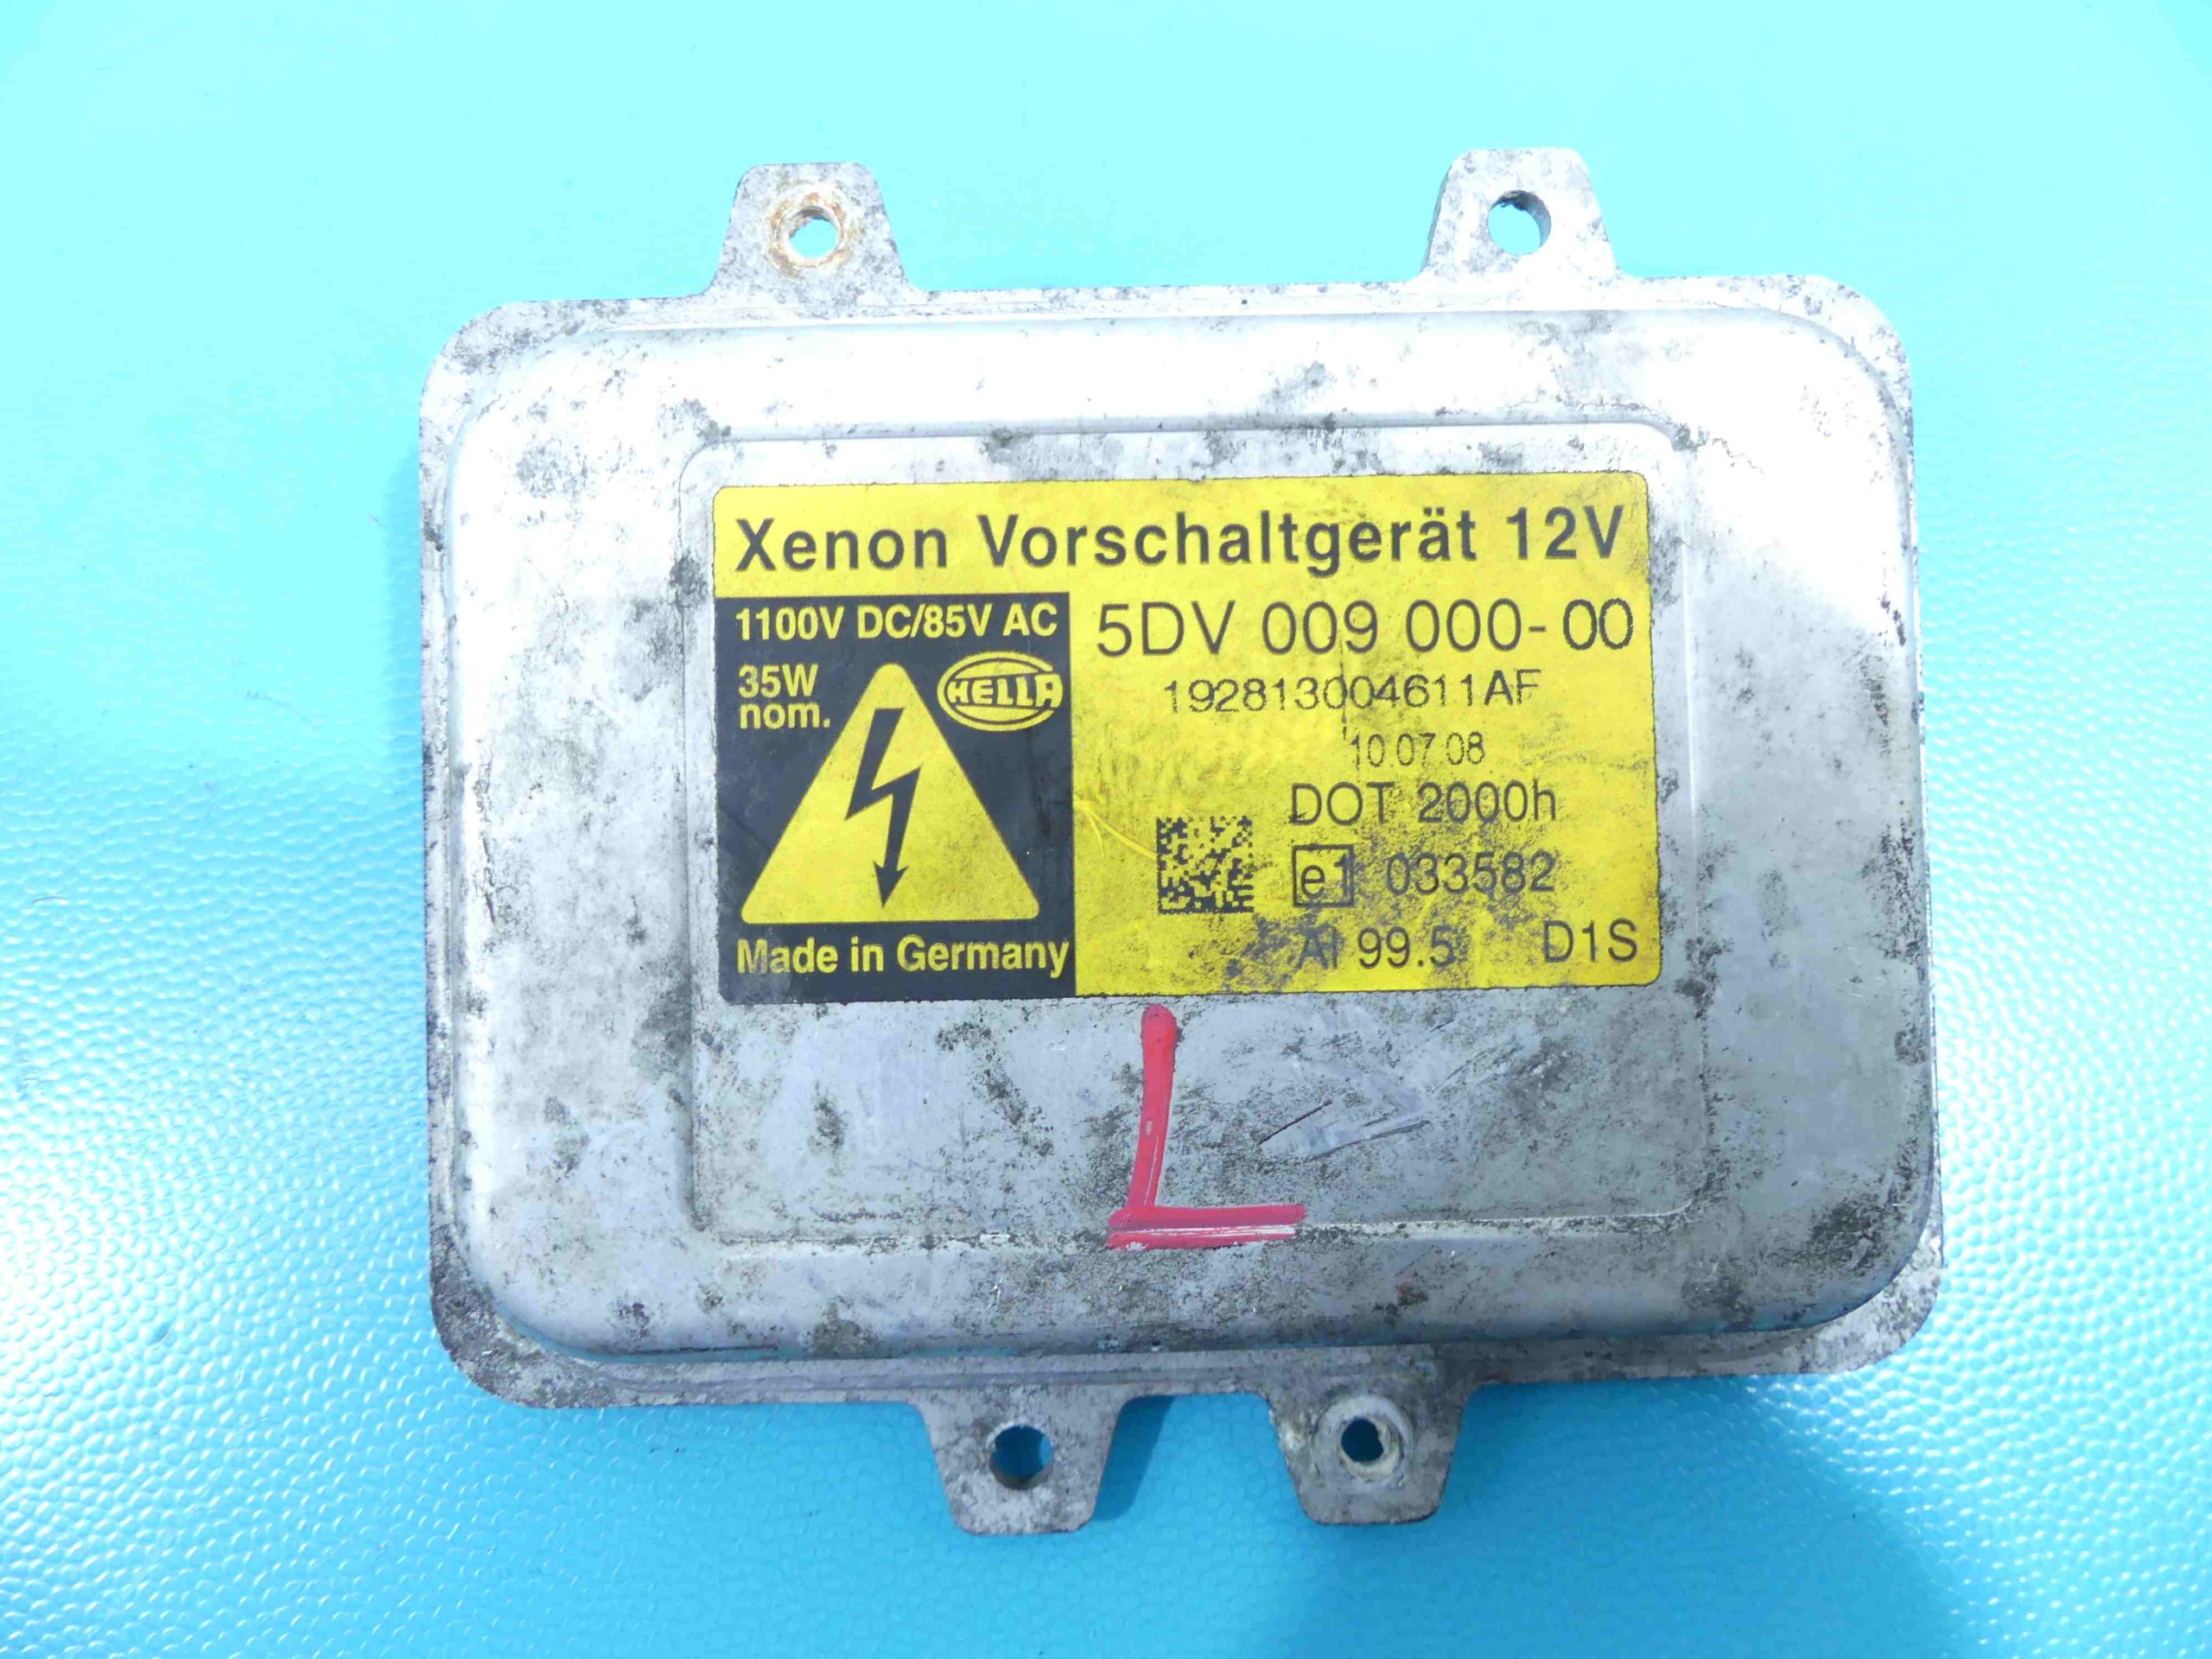 Xenon Vorschaltgerät 12V
1100V DC/85V AC
35W
nom.
HELLA
Made in Germany
5DV 009 000-00
192813004611AF
10.07.08
DOT 2000h
e1 033582
Al 99.5 D1S
L